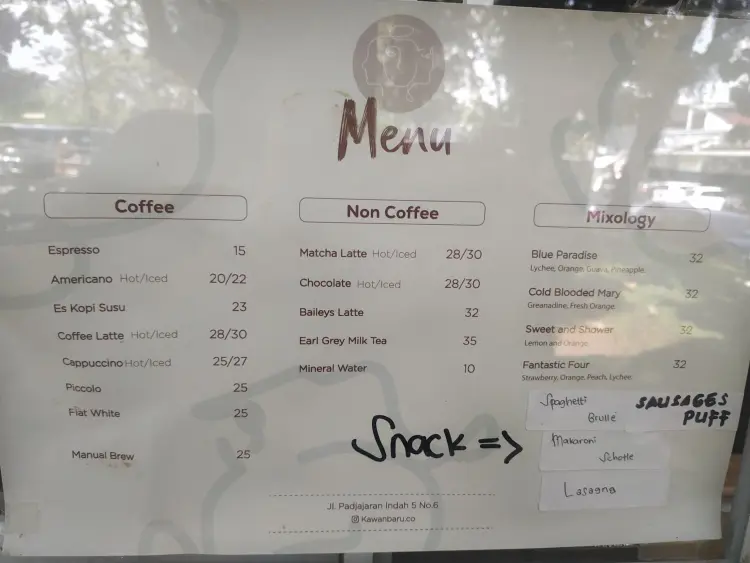 Menu
Coffee
Espresso 15
Americano Hot/Iced 20/22
Es Kopi Susu 23
Coffee Latte Hot/Iced 28/30
Cappuccino Hot/Iced 25/27
Piccolo 25
Flat White 25
Manual Brew 25
Non Coffee
Matcha Latte Hot/Iced 28/30
Chocolate Hot/Iced 28/30
Baileys Latte 32
Earl Grey Milk Tea 35
Mineral Water 10
Mixology
Blue Paradise 32
Lychee, Orange, Guava, Pineapple.
Cold Blooded Mary 32
Greanadine, Fresh Orange.
Sweet and Shower 32
Lemon and Orange.
Fantastic Four 32
Strawberry, Orange, Peach, Lychee.
Snack =>
Spaghetti
Brulle
SAUSAGES
PUFF
Makaroni
Schotle
Lasagna
Jl. Padjajaran Indah 5 No.6
Kawanbaru.co